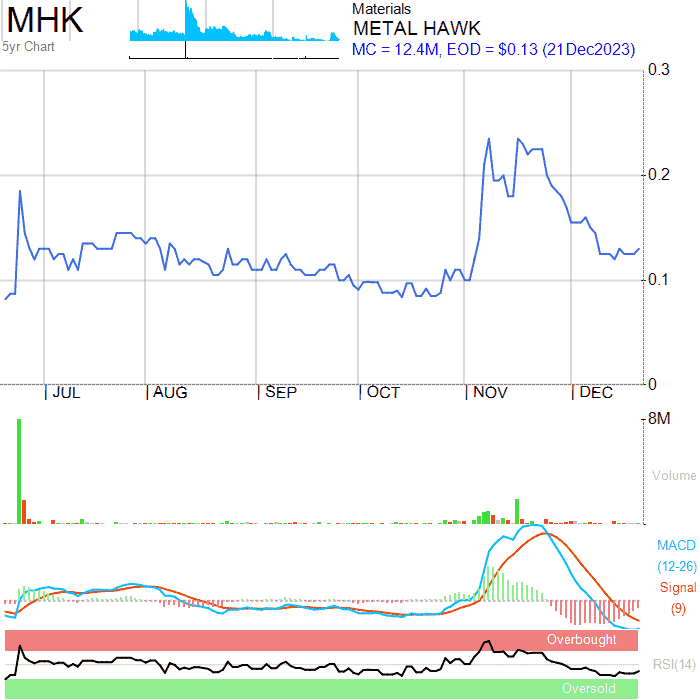 MHK
5yr Chart
Materials
METAL HAWK
MC = 12.4M, EOD = $0.13 (21Dec2023)
0.3
0.2
0.1
0
JUL
AUG
SEP
OCT
NOV
DEC
8M
Volume
MACD
(12-26)
Signal
(9)
Overbought
RSI(14)
Oversold